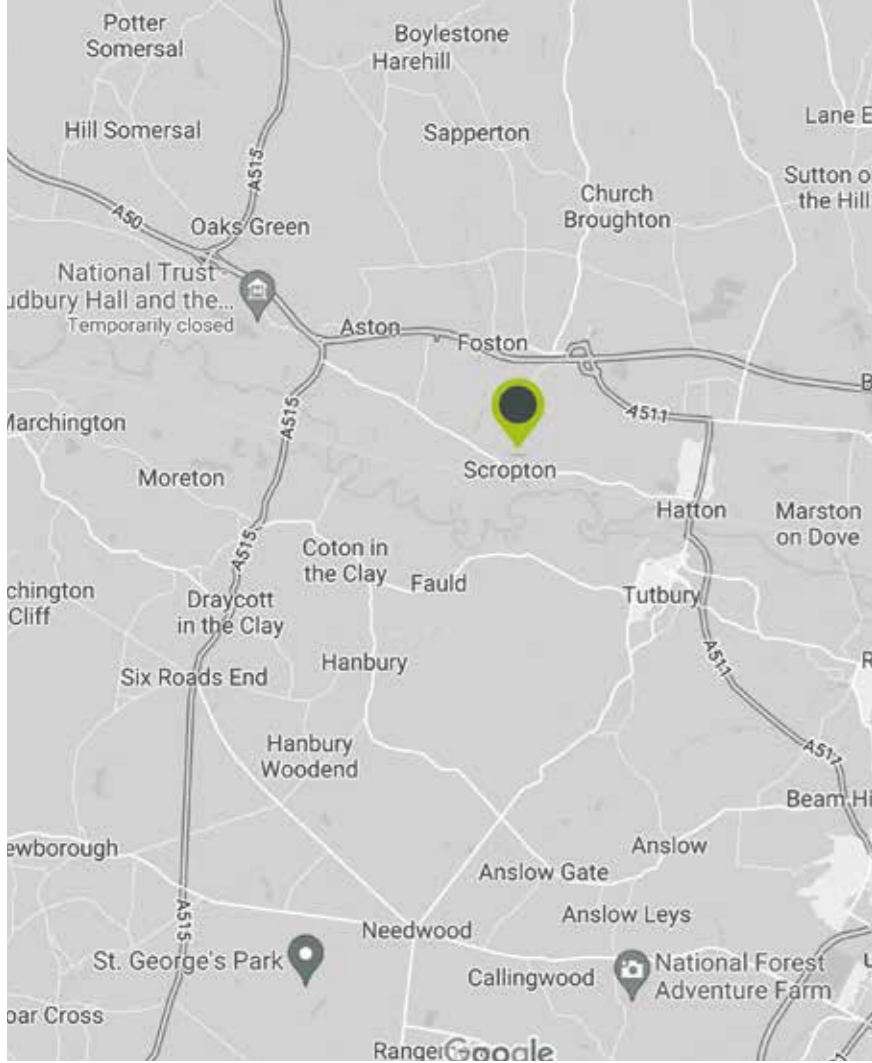 Potter
Somersal
Boylestone
Harehill
Hill Somersal
Sapperton
Lane E
A515
Sutton o
the Hill
Church
Broughton
A50
Oaks Green
National Trust
udbury Hall and the...
Temporarily closed
Aston
Foston
B
A515
A511
Marchington
Scropton
Moreton
Hatton
Marston
on Dove
A515
Coton in
the Clay
Fauld
chington
Cliff
Draycott
in the Clay
Tutbury
Hanbury
A511
R
Six Roads End
Hanbury
Woodend
A511
Beam Hi
ewborough
Anslow
Anslow Gate
A515
Anslow Leys
Needwood
St. George's Park
Callingwood
National Forest
Adventure Farm
oar Cross
Google